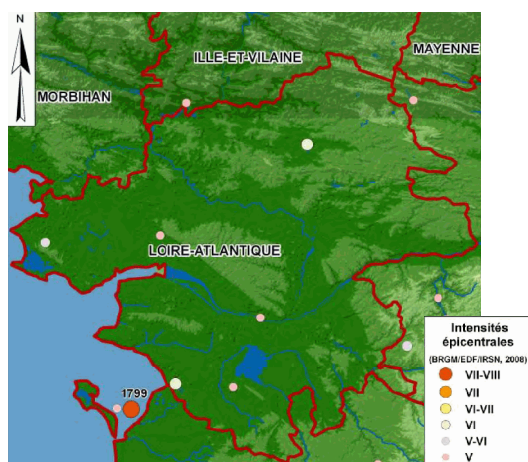 N
ILLE-ET-VILAINE
MAYENNE
MORBIHAN
LOIRE-ATLANTIQUE
1799
Intensités
épicentrales
(BRGM/EDF/IRSN, 2008)
VII-VIII
VII
VI-VII
VI
V-VI
V